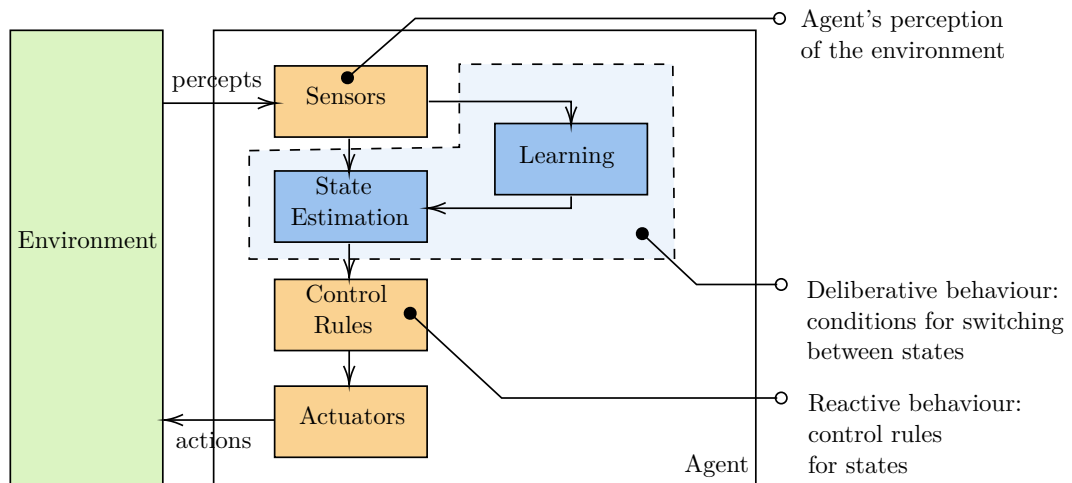 Agent's perception
of the environment
percepts
Sensors
Learning
State
Estimation
Environment
Control
Rules
Deliberative behaviour:
conditions for switching
between states
Actuators
actions
Reactive behaviour:
control rules
for states
Agent